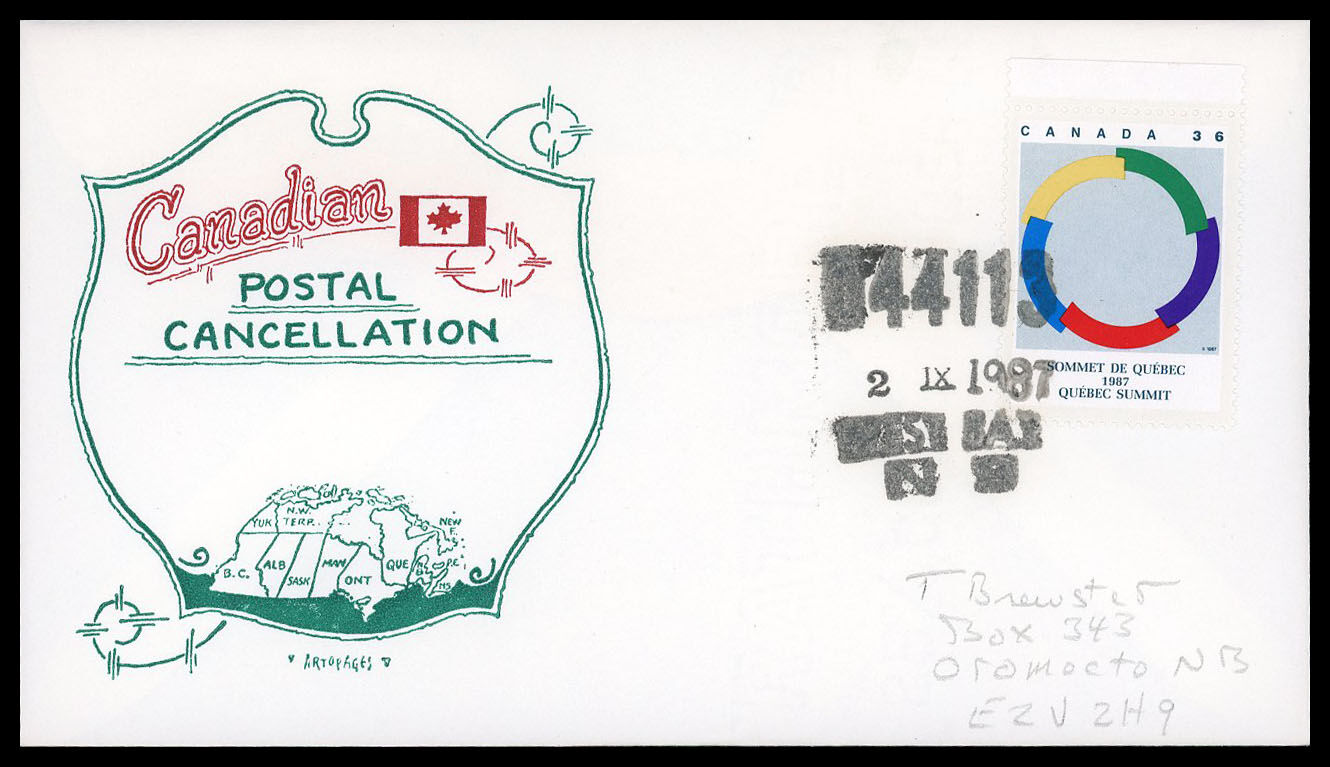 Canadian
POSTAL
CANCELLATION
YUK
N.W.
TERR.
B.C.
ALB
SASK
MAN
ONT
QUE
NEW
F.
P.E.I
NS
ARTOPAGES
CANADA 36
© 1987
SOMMET DE QUÉBEC
1987
QUÉBEC SUMMIT
2 IX 1987
N S
T Brewster
Box 343
Oromocto NB
E2V 2H9